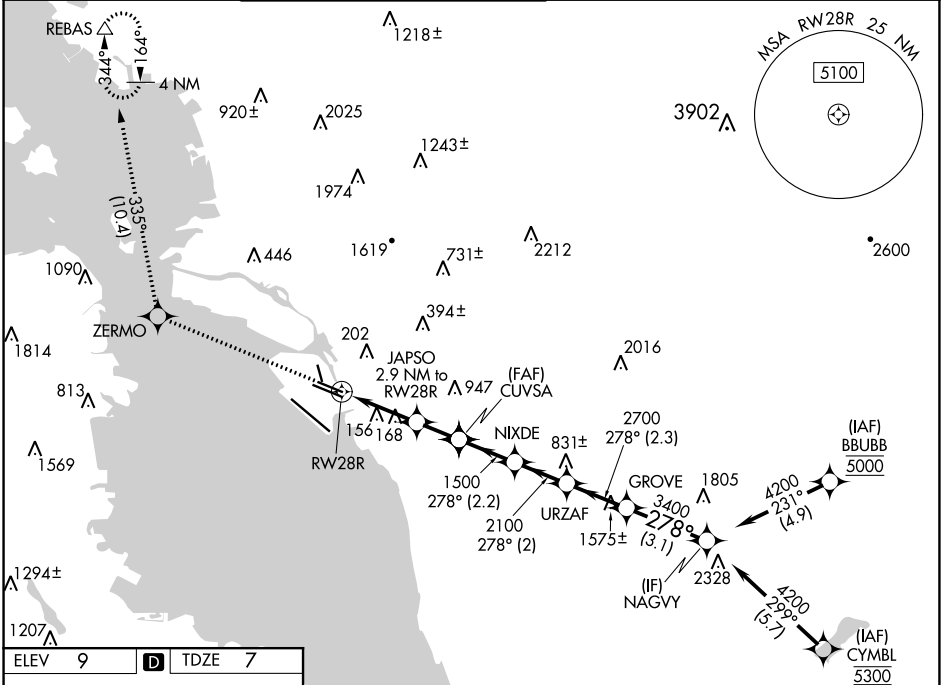 REBAS
344°
164°
4 NM
1218±
MSA RW28R 25 NM
5100
920±
2025
3902
1243±
1974
335°
(10.4)
446
1619
731±
2212
2600
1090
394±
ZERMO
202
1814
JAPSO
2.9 NM to
RW28R
2016
813
947
(FAF)
CUVSA
156
168
NIXDE
831±
2700
278° (2.3)
(IAF)
BBUBB
5000
1569
RW28R
1500
278° (2.2)
GROVE
1805
4200
231°
(4.9)
URZAF
3400
278°
(3.1)
2100
278° (2)
1575±
2328
(IF)
NAGVY
1294±
4200
299°
(5.7)
1207
(IAF)
CYMBL
5300
ELEV 9 D TDZE 7